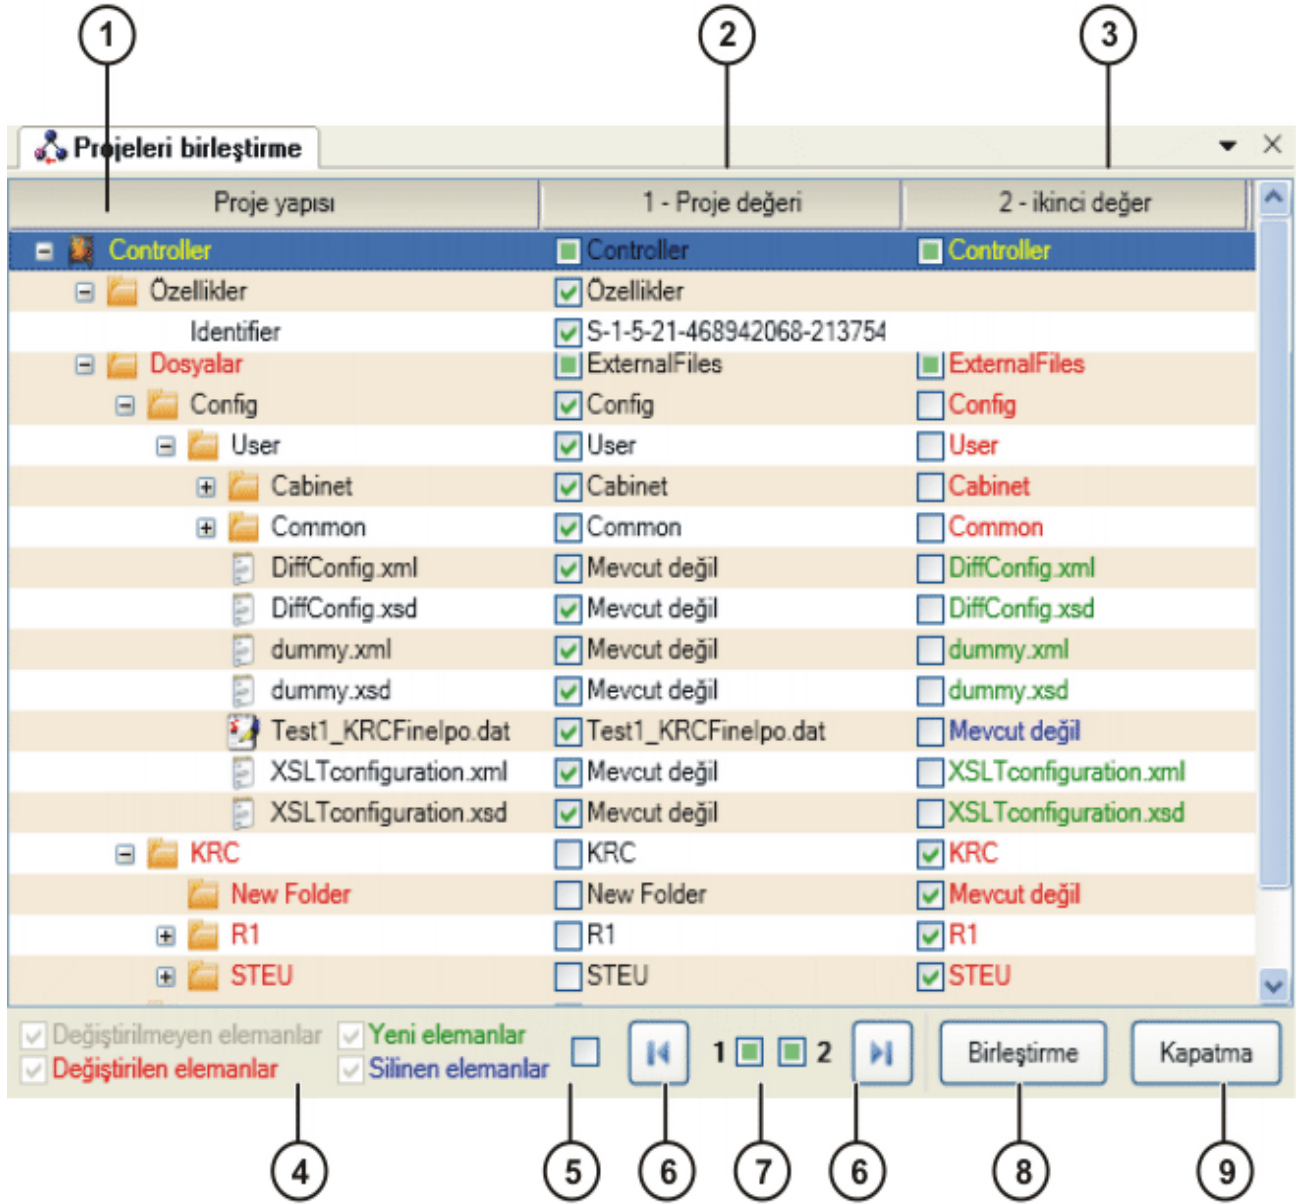 1 2 3
Projeleri birleştirme
Proje yapısı 1 - Proje değeri 2 - ikinci değer
Controller Controller Controller
Özellikler Özellikler
Identifier S-1-5-21-468942068-213754
Dosyalar ExternalFiles ExternalFiles
Config Config Config
User User User
Cabinet Cabinet Cabinet
Common Common Common
DiffConfig.xml Mevcut değil DiffConfig.xml
DiffConfig.xsd Mevcut değil DiffConfig.xsd
dummy.xml Mevcut değil dummy.xml
dummy.xsd Mevcut değil dummy.xsd
Test1_KRCFineIpo.dat Test1_KRCFineIpo.dat Mevcut değil
XSLTconfiguration.xml Mevcut değil XSLTconfiguration.xml
XSLTconfiguration.xsd Mevcut değil XSLTconfiguration.xsd
KRC KRC KRC
New Folder New Folder Mevcut değil
R1 R1 R1
STEU STEU STEU
Değiştirilmeyen elemanlar Yeni elemanlar
1 2 Birleştirme Kapatma
Değiştirilen elemanlar Silinen elemanlar
4 5 6 7 6 8 9